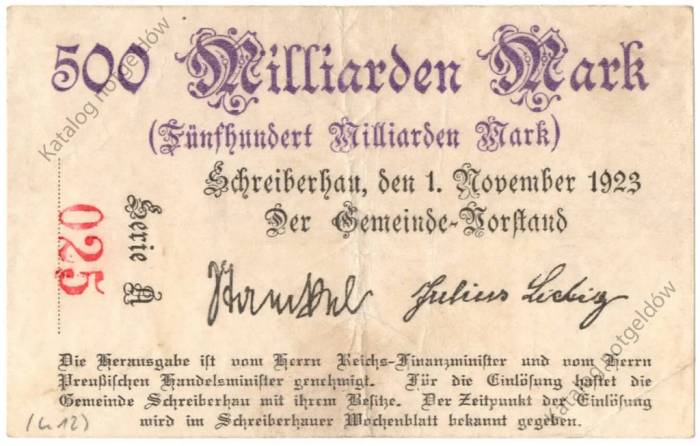 500 Milliarden Mark
(Fünfhundert Milliarden Mark)
Schreiberhau, den 1. November 1923
Der Gemeinde-Vorstand
Serie A
025
Julius Liebig
Die Herausgabe ist vom Herrn Reichs-Finanzminister und vom Herrn
Preußischen Handelsminister genehmigt. Für die Einlösung haftet die
Gemeinde Schreiberhau mit ihrem Besitze. Der Zeitpunkt der Einlösung
wird im Schreiberhauer Wochenblatt bekannt gegeben.
Katalog notgeldów
Katalog notgeldów